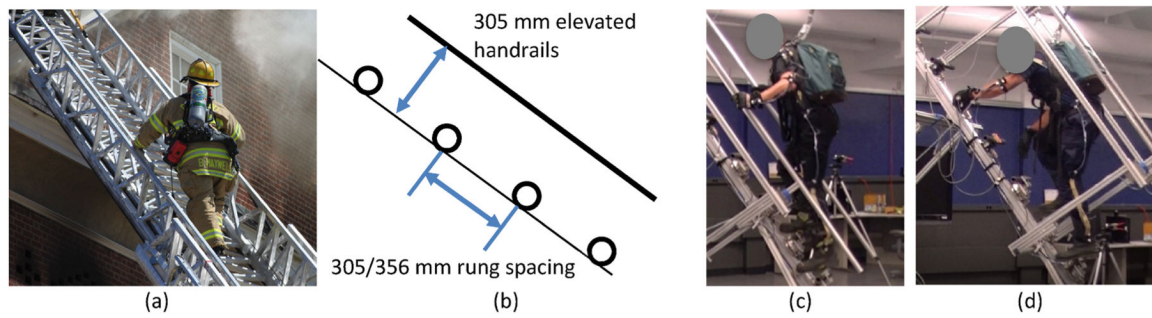 305 mm elevated
handrails
305/356 mm rung spacing
(a)
(b)
(c)
(d)